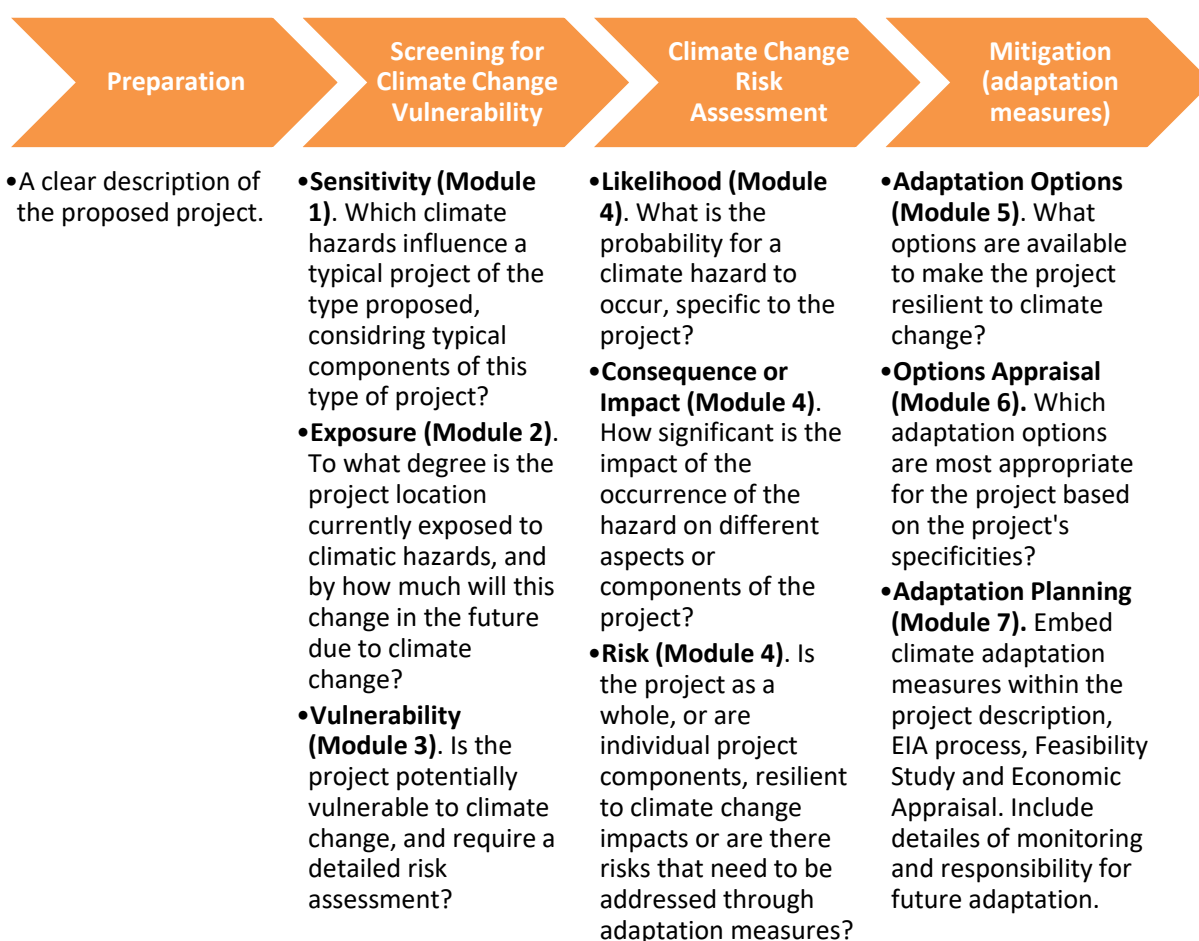 Preparation
Screening for
Climate Change
Vulnerability
Climate Change
Risk
Assessment
Mitigation
(adaptation
measures)
•A clear description of
the proposed project.
•Sensitivity (Module
1). Which climate
hazards influence a
typical project of the
type proposed,
considring typical
components of this
type of project?
•Exposure (Module 2).
To what degree is the
project location
currently exposed to
climatic hazards, and
by how much will this
change in the future
due to climate
change?
•Vulnerability
(Module 3). Is the
project potentially
vulnerable to climate
change, and require a
detailed risk
assessment?
•Likelihood (Module
4). What is the
probability for a
climate hazard to
occur, specific to the
project?
•Consequence or
Impact (Module 4).
How significant is the
impact of the
occurrence of the
hazard on different
aspects or
components of the
project?
•Risk (Module 4). Is
the project as a
whole, or are
individual project
components, resilient
to climate change
impacts or are there
risks that need to be
addressed through
adaptation measures?
•Adaptation Options
(Module 5). What
options are available
to make the project
resilient to climate
change?
•Options Appraisal
(Module 6). Which
adaptation options
are most appropriate
for the project based
on the project's
specificities?
•Adaptation Planning
(Module 7). Embed
climate adaptation
measures within the
project description,
EIA process, Feasibility
Study and Economic
Appraisal. Include
detailes of monitoring
and responsibility for
future adaptation.